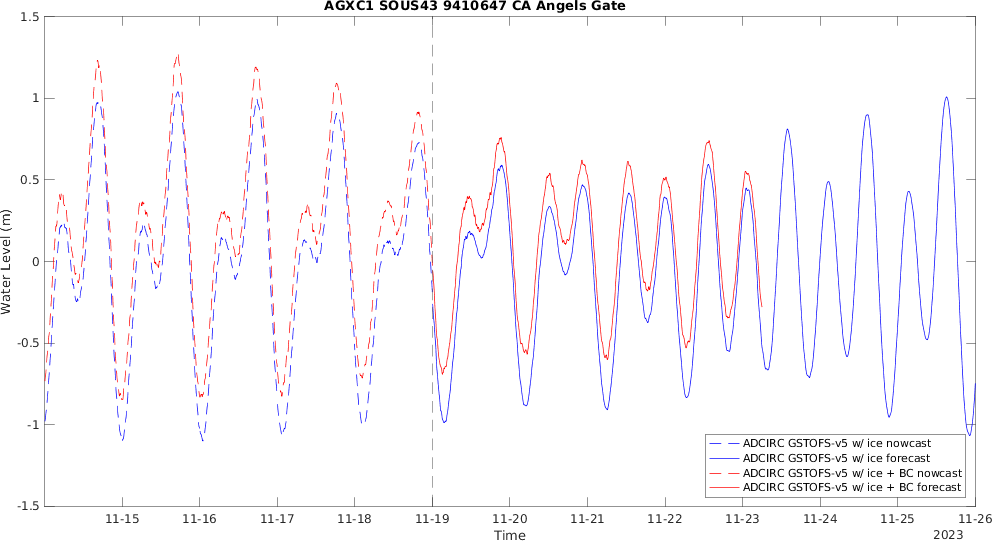 AGXC1 SOUS43 9410647 CA Angels Gate
1.5
1
0.5
0
-0.5
-1
-1.5
Water Level (m)
11-15 11-16 11-17 11-18 11-19 11-20 11-21 11-22 11-23 11-24 11-25 11-26
Time
2023
ADCIRC GSTOFS-v5 w/ ice nowcast
ADCIRC GSTOFS-v5 w/ ice forecast
ADCIRC GSTOFS-v5 w/ ice + BC nowcast
ADCIRC GSTOFS-v5 w/ ice + BC forecast